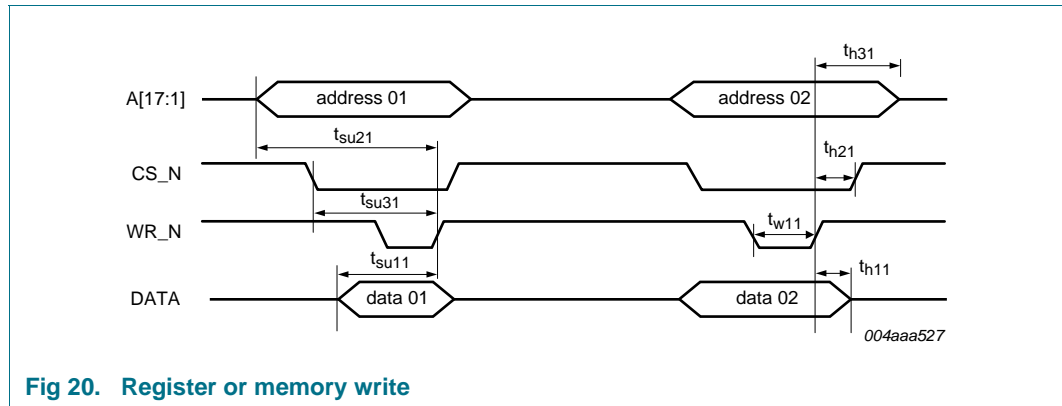 th31
A[17:1]
address 01
address 02
tsu21
th21
CS_N
tsu31
tw11
WR_N
tsu11
th11
DATA
data 01
data 02
004aaa527
Fig 20. Register or memory write